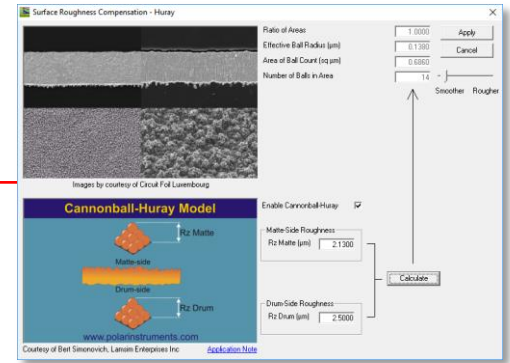 Surface Roughness Compensation - Huray
Ratio of Areas 1.0000 Apply
Effective Ball Radius (µm) 0.1380 Cancel
Area of Ball Count (sq µm) 0.6860
Number of Balls in Area 14
Smoother Rougher
Images by courtesy of Circuit Foil Luxembourg
Cannonball-Huray Model
Rz Matte
Matte-side
Drum-side
Rz Drum
www.polarinstruments.com
Courtesy of Bert Simonovich, Lamsim Enterprises Inc Application Note
Enable Cannonball-Huray
Matte-Side Roughness
Rz Matte (µm) 2.1300
Calculate
Drum-Side Roughness
Rz Drum (µm) 2.5000